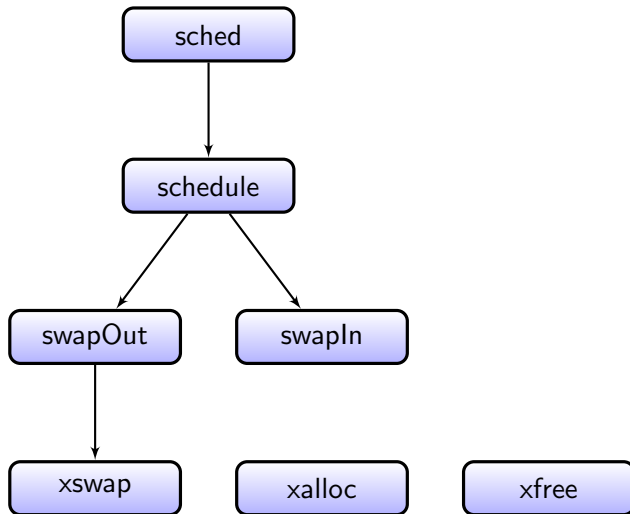 sched
schedule
swapOut
swapIn
xswap
xalloc
xfree